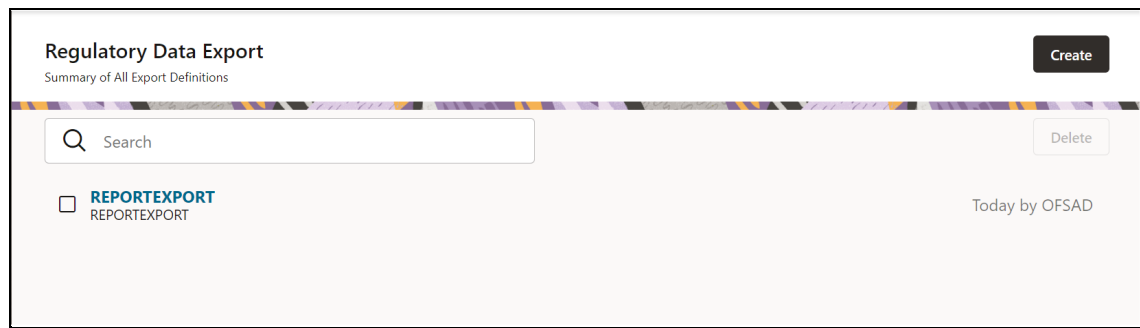 Regulatory Data Export
Create
Summary of All Export Definitions
Search
Delete
REPORTEXPORT
REPORTEXPORT
Today by OFSAD